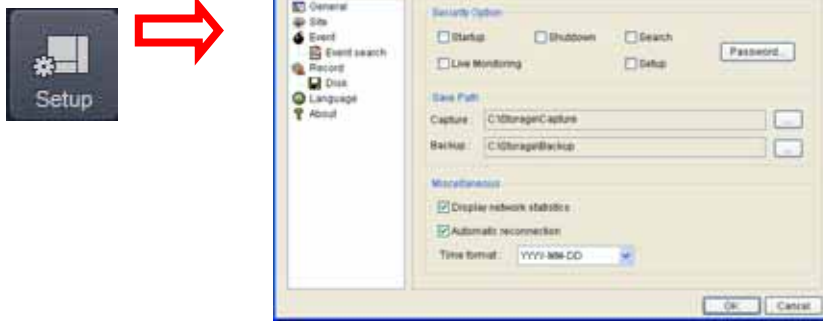 Setup
General
Site
Event
Event search
Record
Disk
Language
About
Security Option
Startup Shutdown Search
Live Monitoring Setup
Password...
Save Path
Capture : C:\Storage\Capture ...
Backup : C:\Storage\Backup ...
Miscellaneous
Display network statistics
Automatic reconnection
Time format : YYYY-MM-DD
OK Cancel